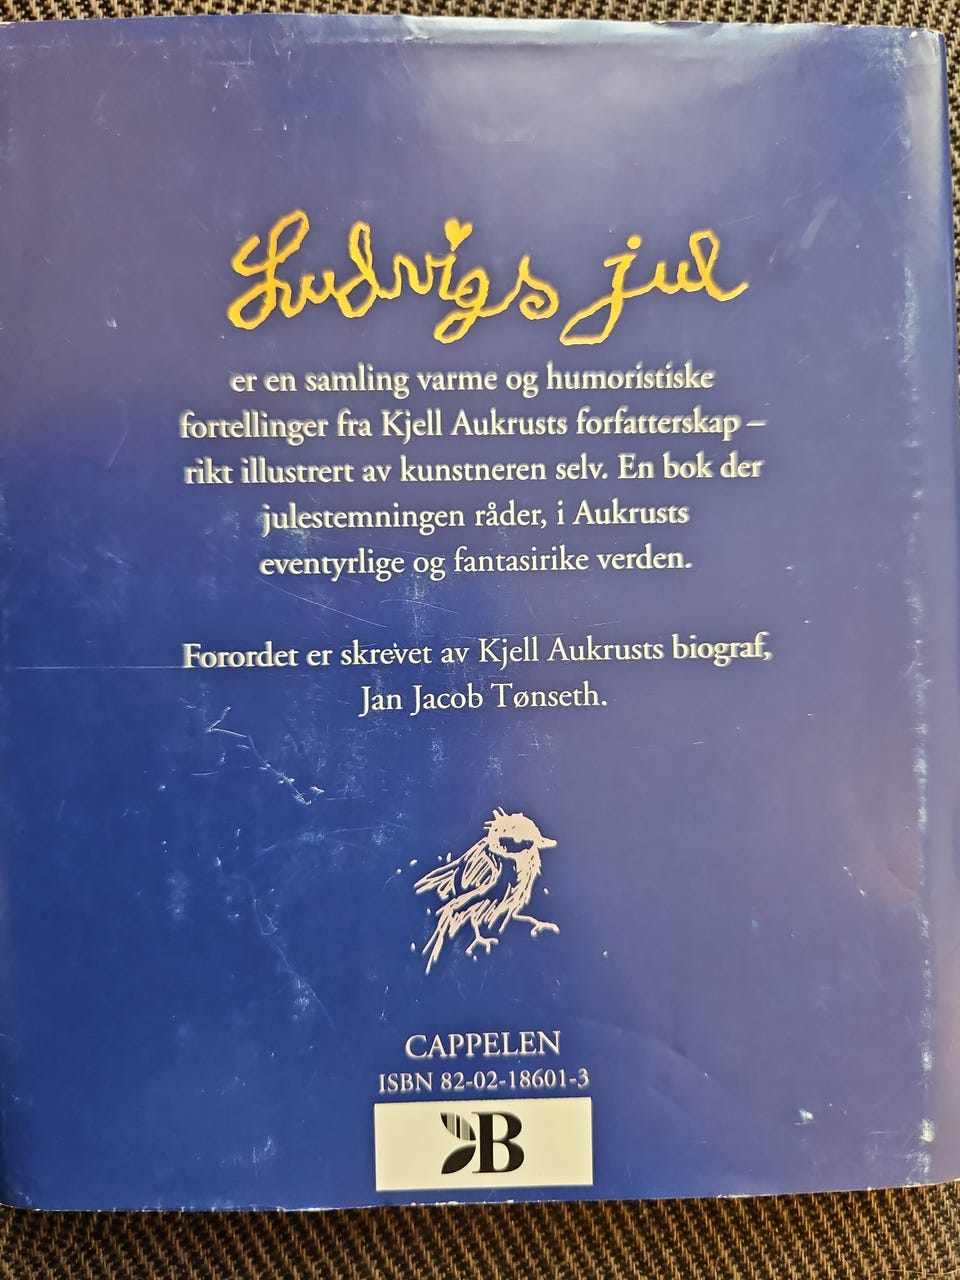 Ludvigs jul
er en samling varme og humoristiske
fortellinger fra Kjell Aukrusts forfatterskap –
rikt illustrert av kunstneren selv. En bok der
julestemningen råder, i Aukrusts
eventyrlige og fantasirike verden.
Forordet er skrevet av Kjell Aukrusts biograf,
Jan Jacob Tønseth.
CAPPELEN
ISBN 82-02-18601-3
B